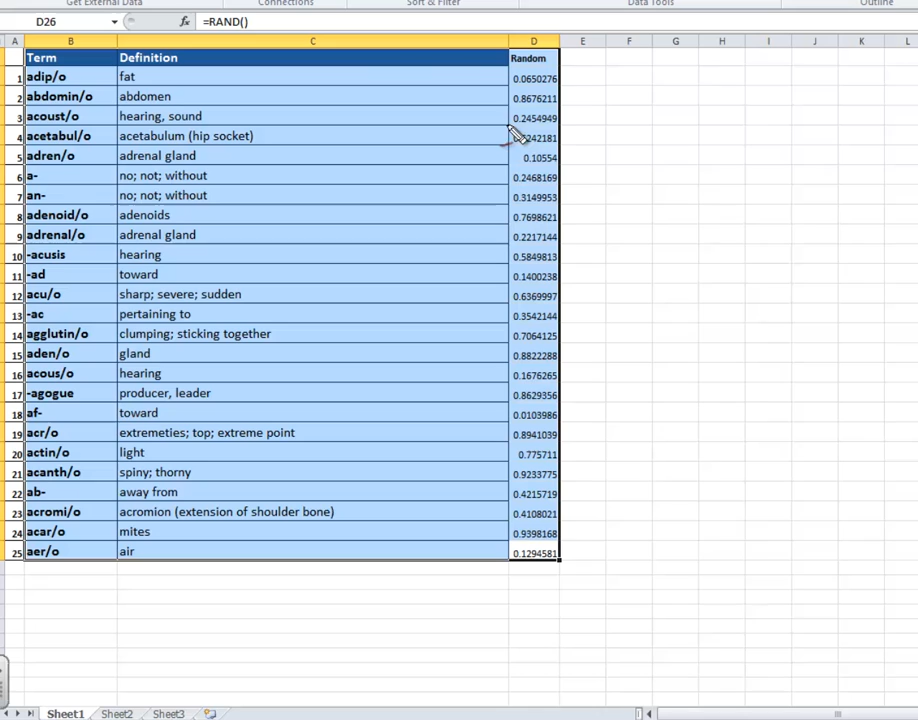 Get External Data Connections Sort & Filter Data Tools Outline
D26 fx =RAND()
A B C D E F G H I J K L
Term Definition Random
1 adip/o fat 0.0650276
2 abdomin/o abdomen 0.8676211
3 acoust/o hearing, sound 0.2454949
4 acetabul/o acetabulum (hip socket)
5 adren/o adrenal gland 0.10554
6 a- no; not; without 0.2468169
7 an- no; not; without 0.3149953
8 adenoid/o adenoids 0.7698621
9 adrenal/o adrenal gland 0.2217144
10 -acusis hearing 0.5849813
11 -ad toward 0.1400238
12 acu/o sharp; severe; sudden 0.6369997
13 -ac pertaining to 0.3542144
14 agglutin/o clumping; sticking together 0.7064125
15 aden/o gland 0.8822288
16 acous/o hearing 0.1676265
17 -agogue producer, leader 0.8629356
18 af- toward 0.0103986
19 acr/o extremeties; top; extreme point 0.8941039
20 actin/o light 0.775711
21 acanth/o spiny; thorny 0.9233775
22 ab- away from 0.4215719
23 acromi/o acromion (extension of shoulder bone) 0.4108021
24 acar/o mites 0.9398168
25 aer/o air 0.1294581
Sheet1 Sheet2 Sheet3